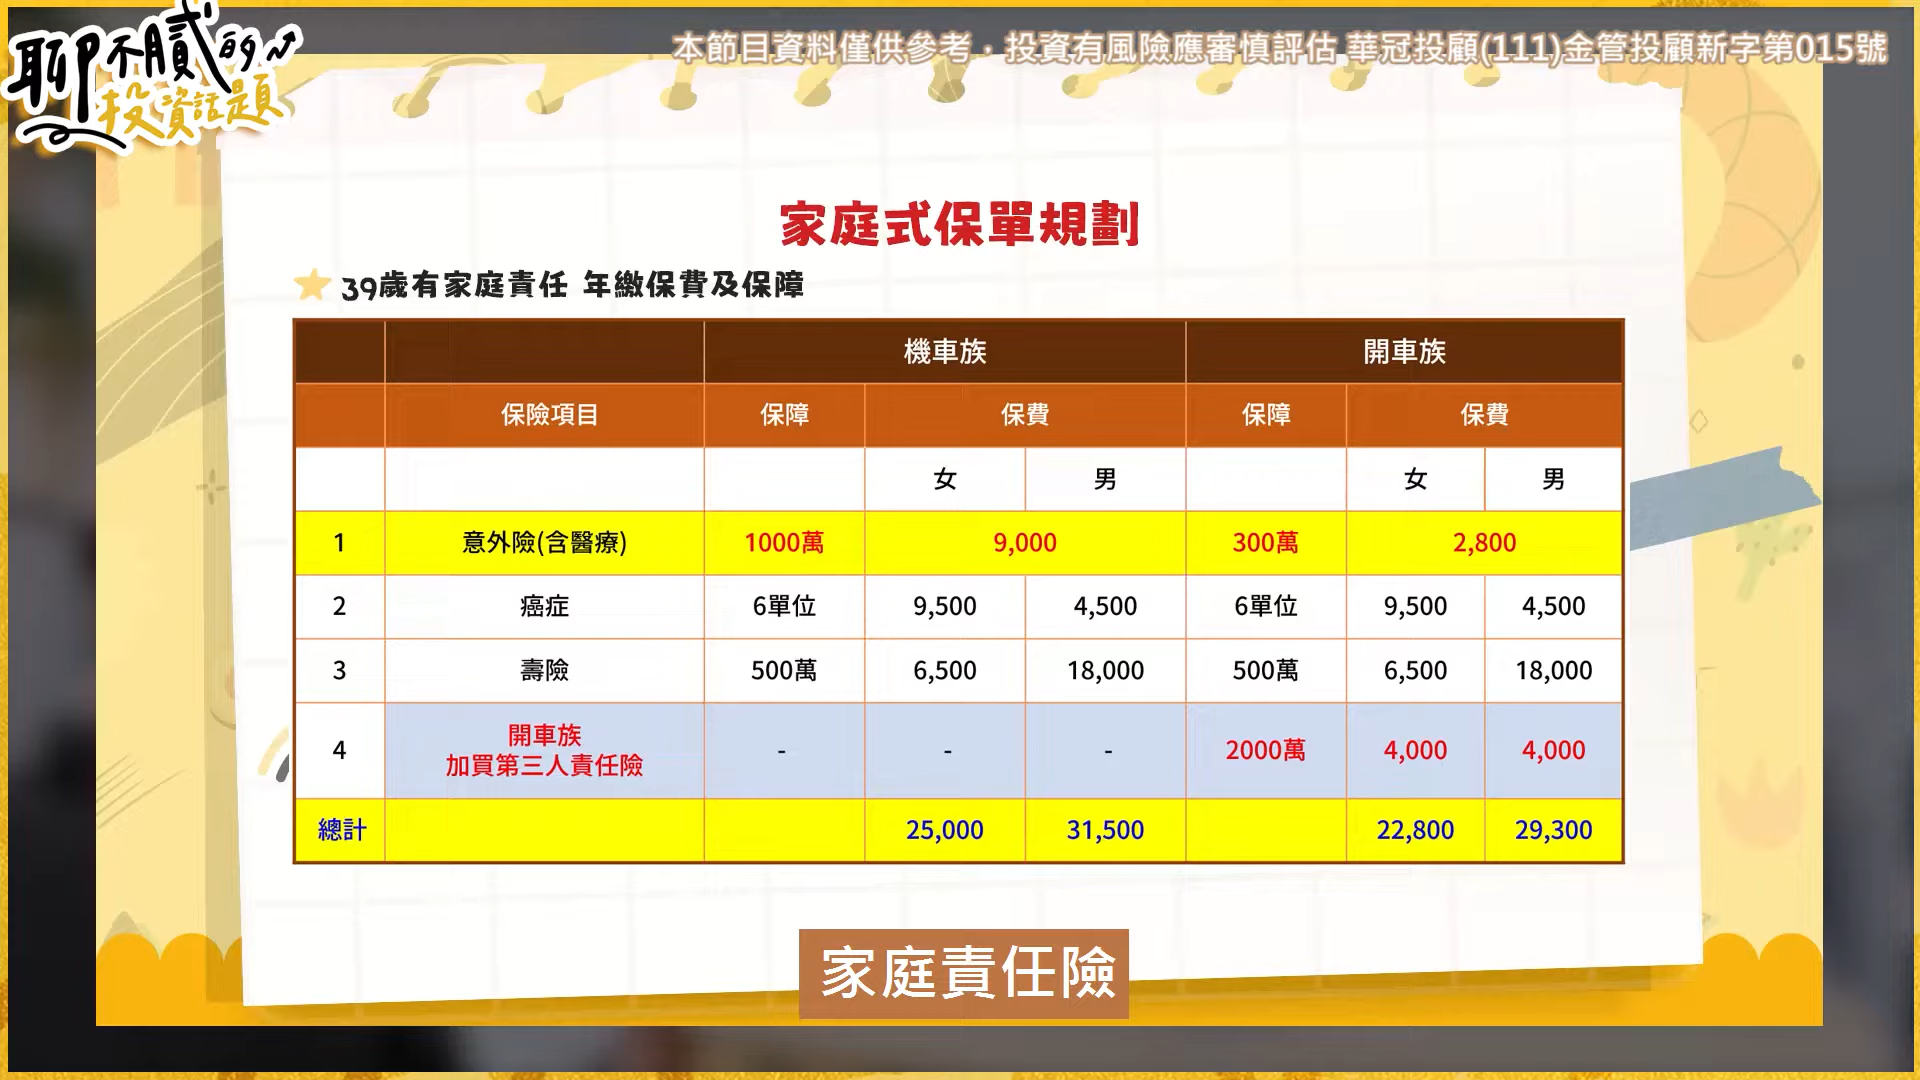 聊不膩的
投資話題
本節目資料僅供參考，投資有風險應審慎評估 華冠投顧(111)金管投顧新字第015號
家庭式保單規劃
39歲有家庭責任 年繳保費及保障
機車族 開車族
保險項目 保障 保費 保障 保費
女 男 女 男
1 意外險(含醫療) 1000萬 9,000 300萬 2,800
2 癌症 6單位 9,500 4,500 6單位 9,500 4,500
3 壽險 500萬 6,500 18,000 500萬 6,500 18,000
4 開車族
加買第三人責任險 - - - 2000萬 4,000 4,000
總計 25,000 31,500 22,800 29,300
家庭責任險